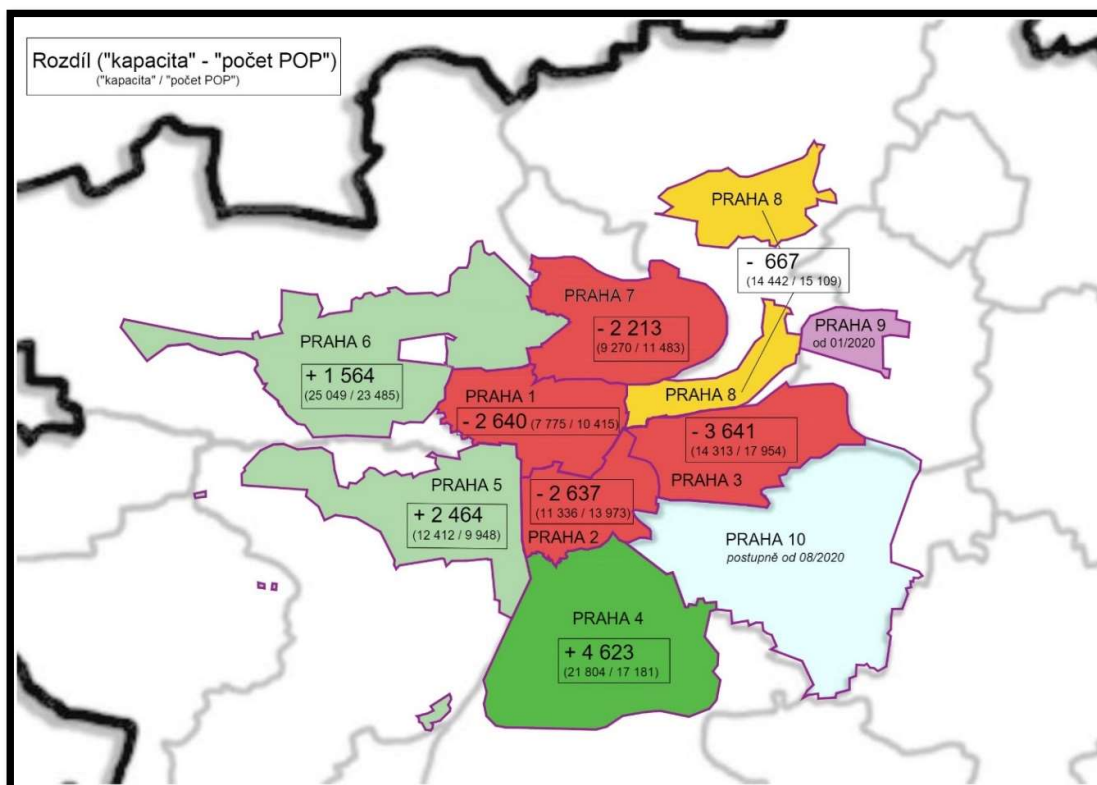 Rozdíl ("kapacita" - "počet POP")
("kapacita" / "počet POP")
PRAHA 8
- 667
(14 442 / 15 109)
PRAHA 7
- 2 213
(9 270 / 11 483)
PRAHA 9
od 01/2020
PRAHA 6
+ 1 564
(25 049 / 23 485)
PRAHA 1
- 2 640 (7 775 / 10 415)
PRAHA 8
- 3 641
(14 313 / 17 954)
PRAHA 3
PRAHA 5
+ 2 464
(12 412 / 9 948)
- 2 637
(11 336 / 13 973)
PRAHA 2
PRAHA 10
postupně od 08/2020
PRAHA 4
+ 4 623
(21 804 / 17 181)